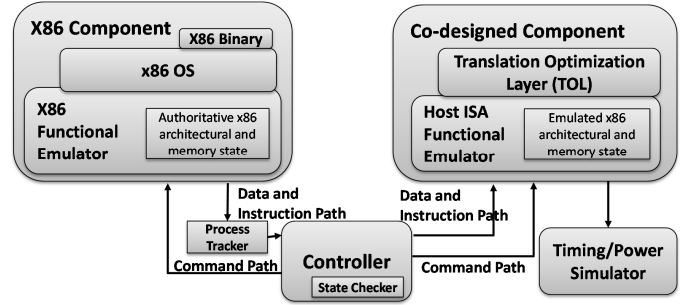 X86 Component
X86 Binary
x86 OS
X86
Functional
Emulator
Authoritative x86
architectural and
memory state
Co-designed Component
Translation Optimization
Layer (TOL)
Host ISA
Functional
Emulator
Emulated x86
architectural and
memory state
Data and
Instruction Path
Process
Tracker
Command Path
Controller
State Checker
Data and
Instruction Path
Command Path
Timing/Power
Simulator